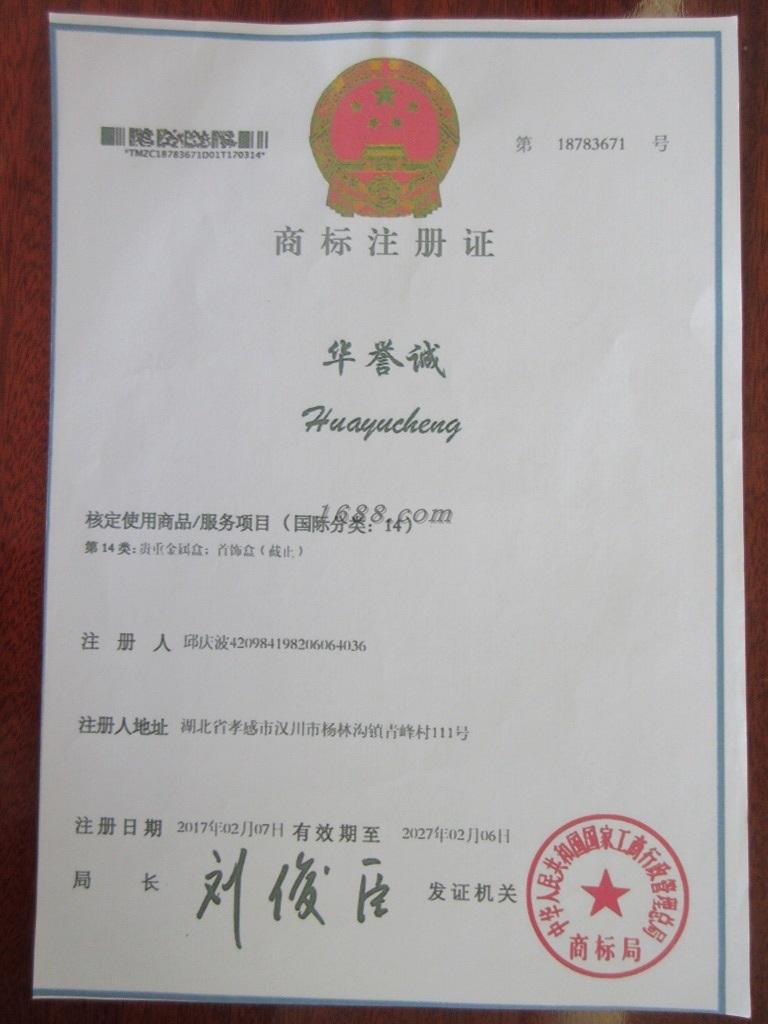 *TMZC18783671D01T170314*
第 18783671 号
商标注册证
华誉诚
Huayucheng
1688.com
核定使用商品/服务项目（国际分类：14）
第14类:贵重金属盒；首饰盒（截止）
注册人 邱庆波420984198206064036
注册人地址 湖北省孝感市汉川市杨林沟镇青峰村111号
注册日期 2017年02月07日 有效期至 2027年02月06日
局长 刘俊臣 发证机关
中华人民共和国国家工商行政管理总局
商标局